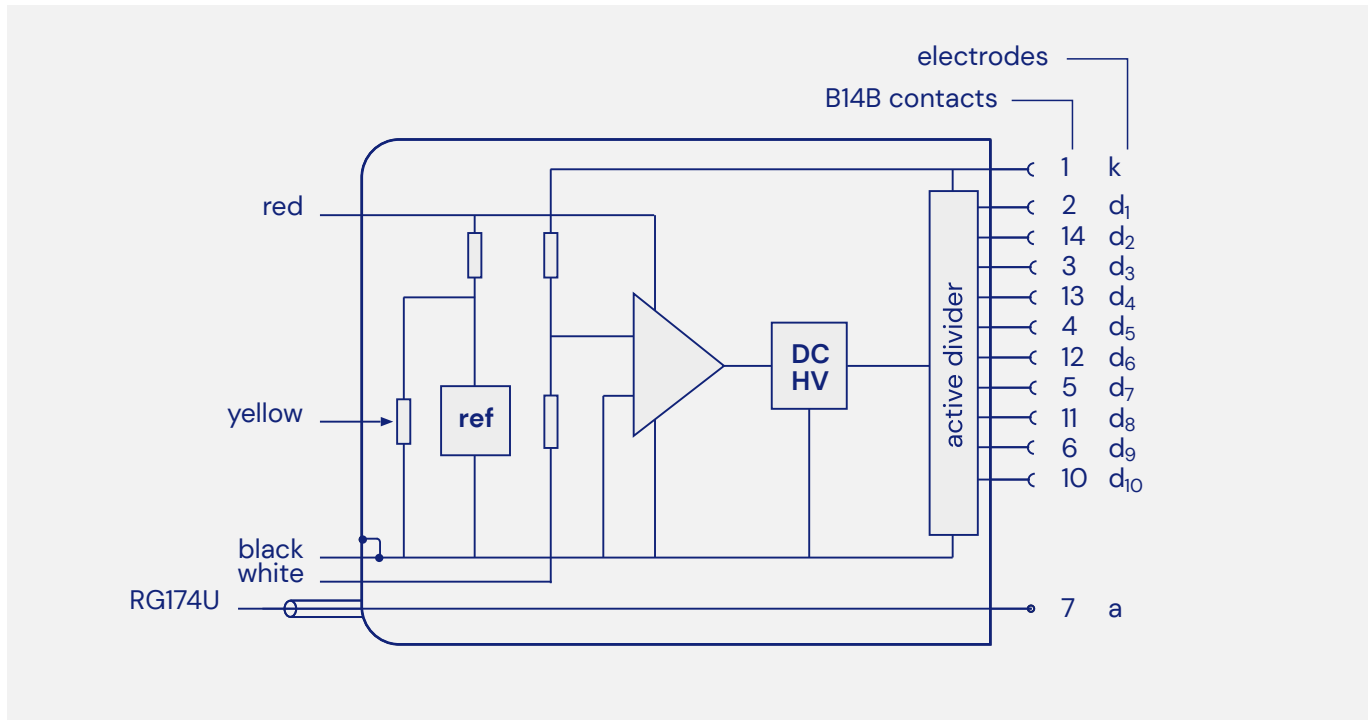 electrodes
B14B contacts
1 k
red
2 d₁
14 d₂
3 d₃
13 d₄
4 d₅
12 d₆
5 d₇
11 d₈
6 d₉
10 d₁₀
DC
HV
active divider
yellow
ref
black
white
RG174U
7 a